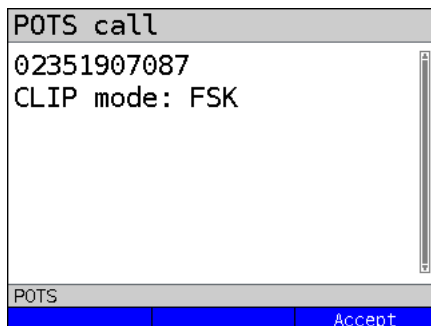 POTS call
02351907087
CLIP mode: FSK
POTS
Accept